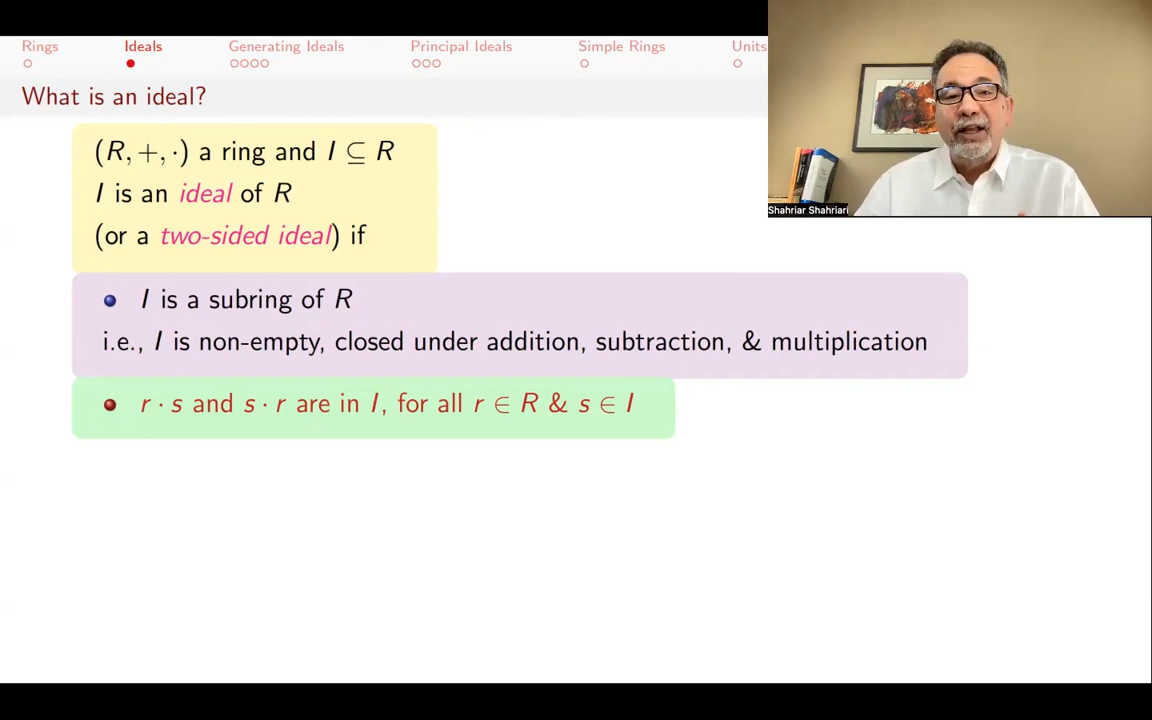 Rings Ideals Generating Ideals Principal Ideals Simple Rings Units
What is an ideal?
(R, +, ·) a ring and I ⊆ R
I is an ideal of R
(or a two-sided ideal) if
I is a subring of R
i.e., I is non-empty, closed under addition, subtraction, & multiplication
r · s and s · r are in I, for all r ∈ R & s ∈ I
Shahriar Shahriari